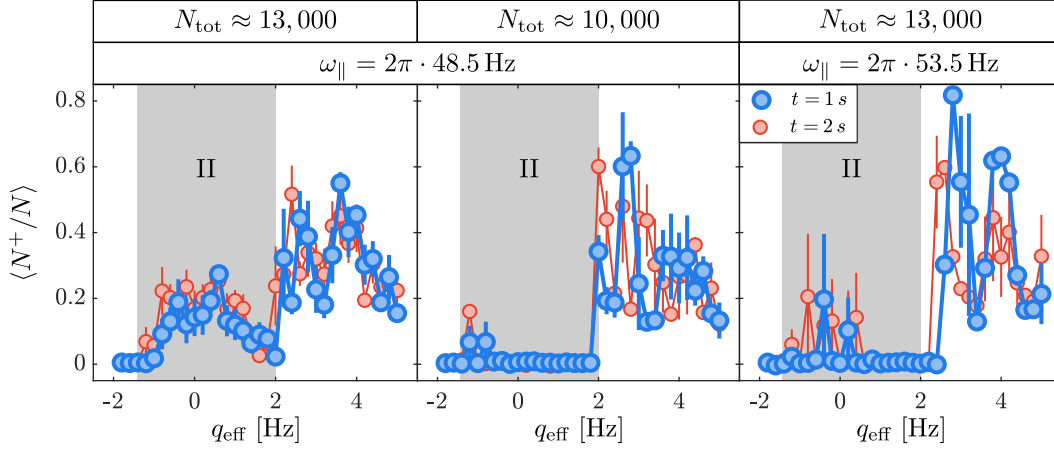 N_tot ≈ 13,000 N_tot ≈ 10,000 N_tot ≈ 13,000
ω_∥ = 2π · 48.5 Hz ω_∥ = 2π · 53.5 Hz
0.8
0.6
0.4
0.2
0
⟨N⁺/N⟩
II
II
II
t = 1 s
t = 2 s
-2 0 2 4 -2 0 2 4 -2 0 2 4
q_eff [Hz] q_eff [Hz] q_eff [Hz]